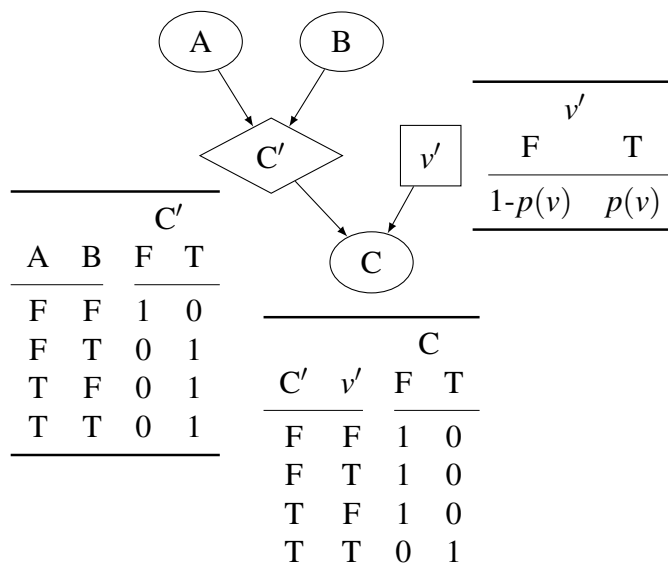 A
B
C′
v′
C
v′
F T
1-p(v) p(v)
C′
A B F T
F F 1 0
F T 0 1
T F 0 1
T T 0 1
C
C′ v′ F T
F F 1 0
F T 1 0
T F 1 0
T T 0 1